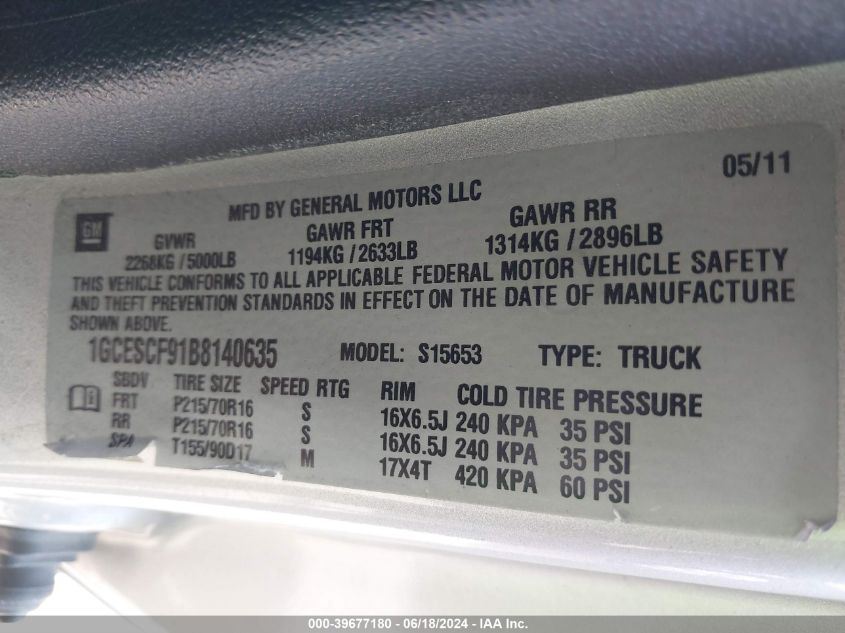 05/11
MFD BY GENERAL MOTORS LLC
GM
GVWR GAWR FRT GAWR RR
2268KG / 5000LB 1194KG / 2633LB 1314KG / 2896LB
THIS VEHICLE CONFORMS TO ALL APPLICABLE FEDERAL MOTOR VEHICLE SAFETY
AND THEFT PREVENTION STANDARDS IN EFFECT ON THE DATE OF MANUFACTURE
SHOWN ABOVE.
1GCESCF91B8140635 MODEL: S15653 TYPE: TRUCK
SBDV TIRE SIZE SPEED RTG RIM COLD TIRE PRESSURE
FRT P215/70R16 S 16X6.5J 240 KPA 35 PSI
RR P215/70R16 S 16X6.5J 240 KPA 35 PSI
SPA T155/90D17 M 17X4T 420 KPA 60 PSI
000-39677180 - 06/18/2024 - IAA Inc.